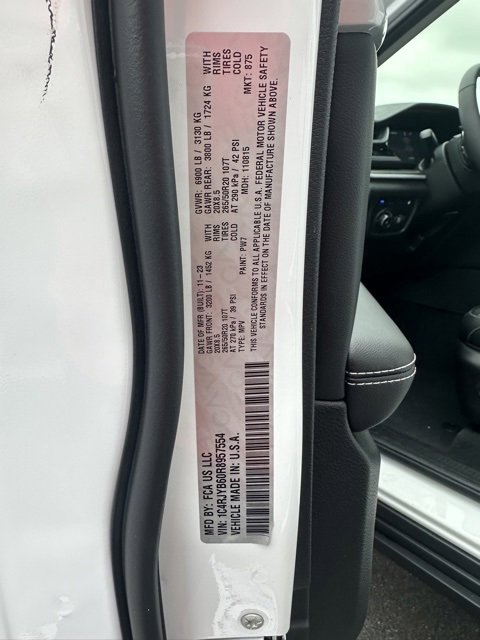 MFD BY: FCA US LLC
VIN: 1C4RJYB60R8957554
VEHICLE MADE IN: U.S.A.
DATE OF MFR (BUILT): 11-23 GVWR: 6900 LB / 3130 KG
GAWR FRONT: 3200 LB / 1452 KG WITH GAWR REAR: 3800 LB / 1724 KG WITH
20X8.5 RIMS 20X8.5 RIMS
265/50R20 107T TIRES 265/50R20 107T TIRES
AT 270 kPa / 39 PSI COLD AT 290 kPa / 42 PSI COLD
TYPE: MPV PAINT: PW7 MDH: 110815 MKT: 875
THIS VEHICLE CONFORMS TO ALL APPLICABLE U.S.A. FEDERAL MOTOR VEHICLE SAFETY
STANDARDS IN EFFECT ON THE DATE OF MANUFACTURE SHOWN ABOVE.